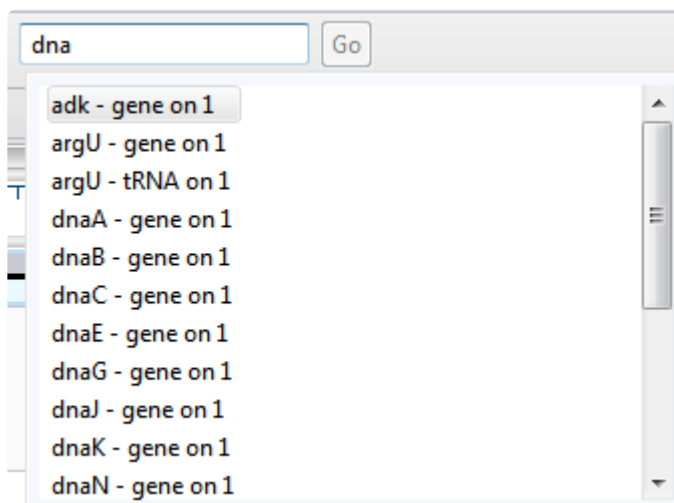 dna Go
adk - gene on 1
argU - gene on 1
argU - tRNA on 1
dnaA - gene on 1
dnaB - gene on 1
dnaC - gene on 1
dnaE - gene on 1
dnaG - gene on 1
dnaJ - gene on 1
dnaK - gene on 1
dnaN - gene on 1